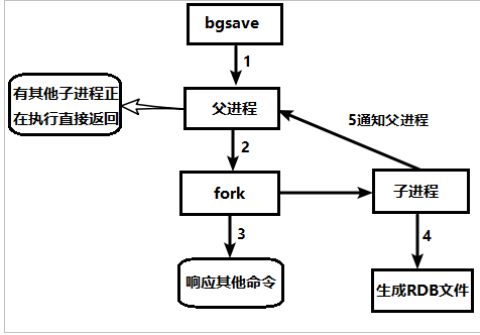 bgsave
1
有其他子进程正
在执行直接返回
父进程
5通知父进程
2
fork
子进程
3
4
响应其他命令
生成RDB文件